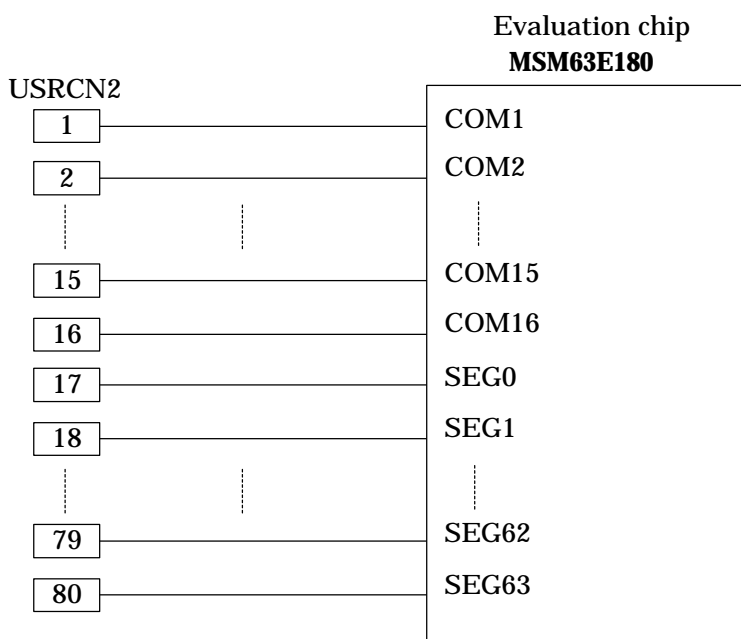 Evaluation chip
MSM63E180
USRCN2
1 COM1
2 COM2
15 COM15
16 COM16
17 SEG0
18 SEG1
79 SEG62
80 SEG63